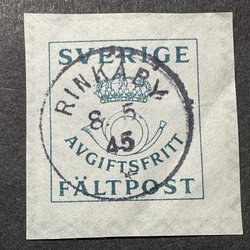 SVERIGE
RINKABY
8.5.
45
AVGIFTSFRITT
FÄLTPOST